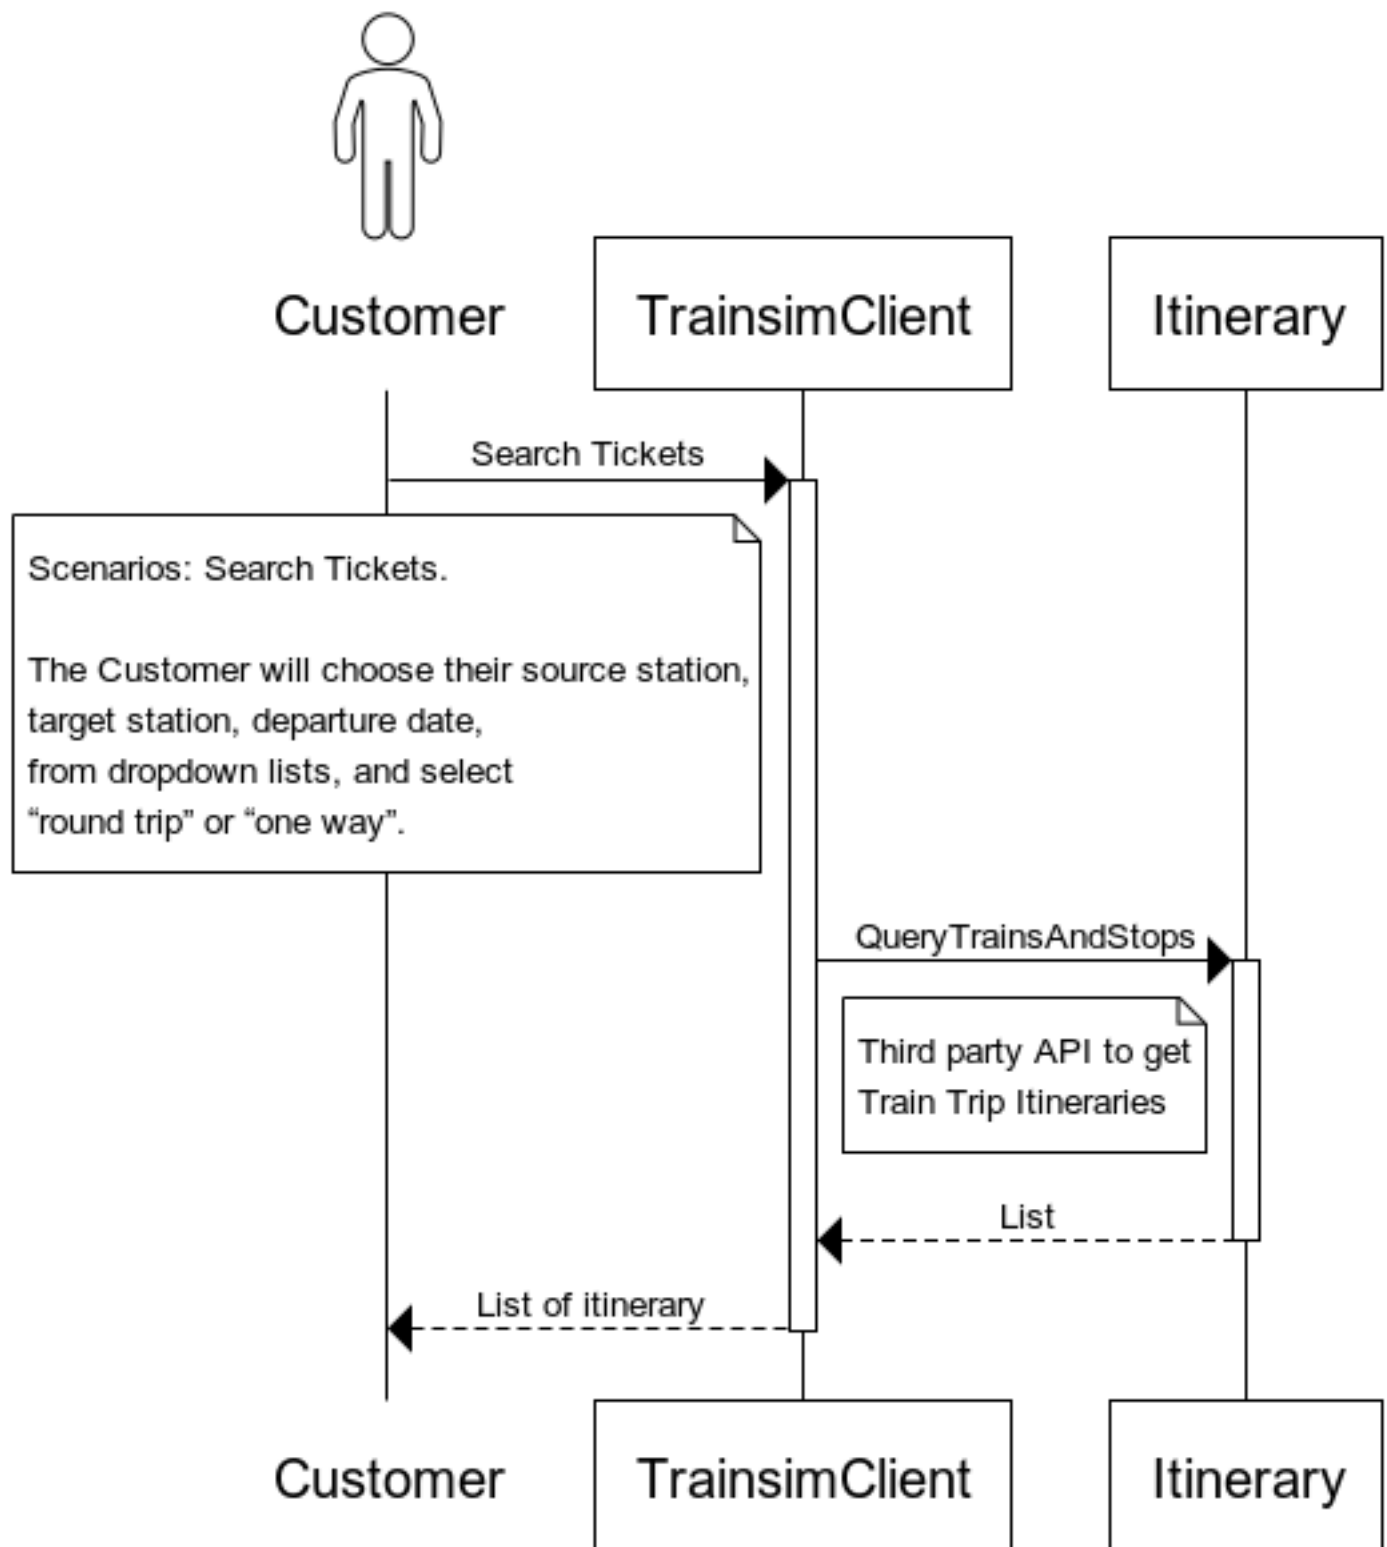 Customer
TrainsimClient
Itinerary
Search Tickets
Scenarios: Search Tickets.
The Customer will choose their source station,
target station, departure date,
from dropdown lists, and select
“round trip” or “one way”.
QueryTrainsAndStops
Third party API to get
Train Trip Itineraries
List
List of itinerary
Customer
TrainsimClient
Itinerary